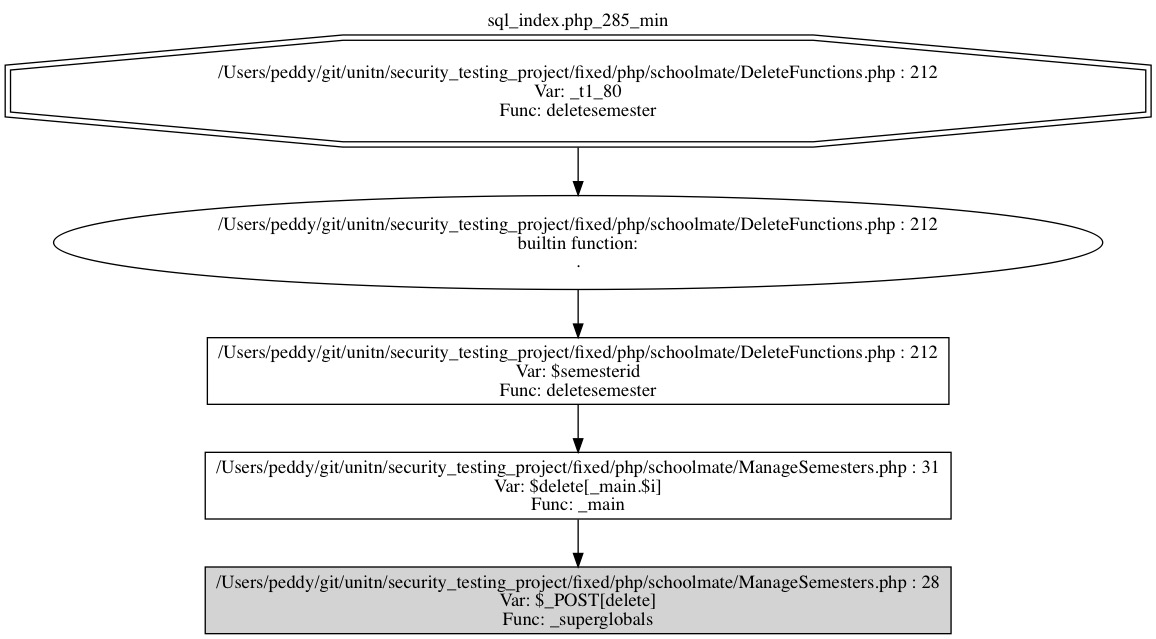 sql_index.php_285_min
/Users/peddy/git/unitn/security_testing_project/fixed/php/schoolmate/DeleteFunctions.php : 212
Var: _t1_80
Func: deletesemester
/Users/peddy/git/unitn/security_testing_project/fixed/php/schoolmate/DeleteFunctions.php : 212
builtin function:
.
/Users/peddy/git/unitn/security_testing_project/fixed/php/schoolmate/DeleteFunctions.php : 212
Var: $semesterid
Func: deletesemester
/Users/peddy/git/unitn/security_testing_project/fixed/php/schoolmate/ManageSemesters.php : 31
Var: $delete[_main.$i]
Func: _main
/Users/peddy/git/unitn/security_testing_project/fixed/php/schoolmate/ManageSemesters.php : 28
Var: $_POST[delete]
Func: _superglobals